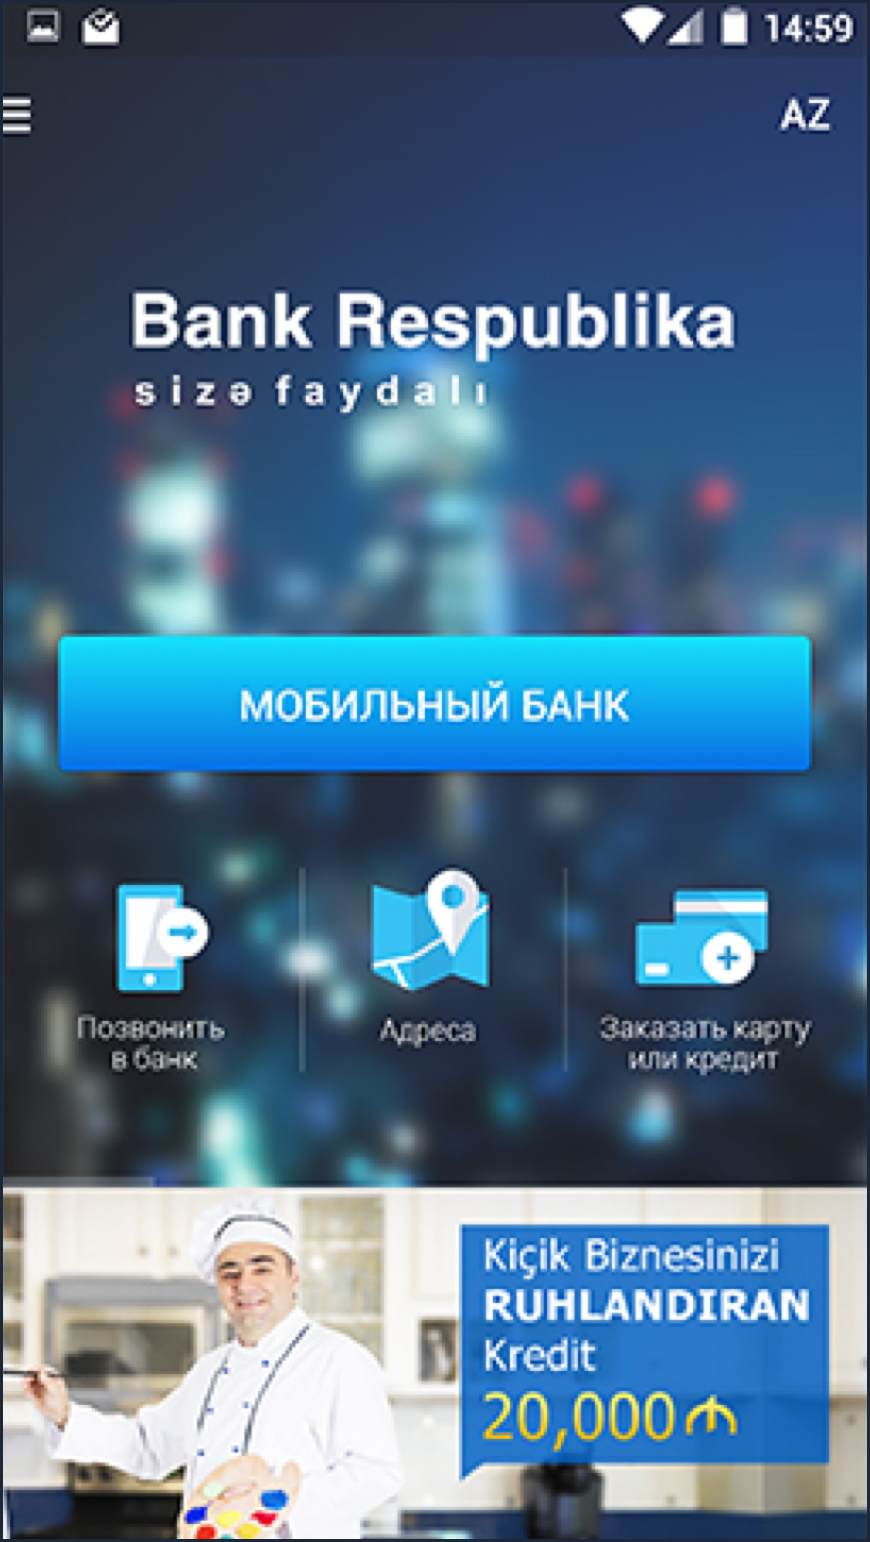 14:59
AZ
Bank Respublika
sizə faydalı
МОБИЛЬНЫЙ БАНК
Позвонить
в банк
Адреса
Заказать карту
или кредит
Kiçik Biznesinizi
RUHLANDIRAN
Kredit
20,000 ₼